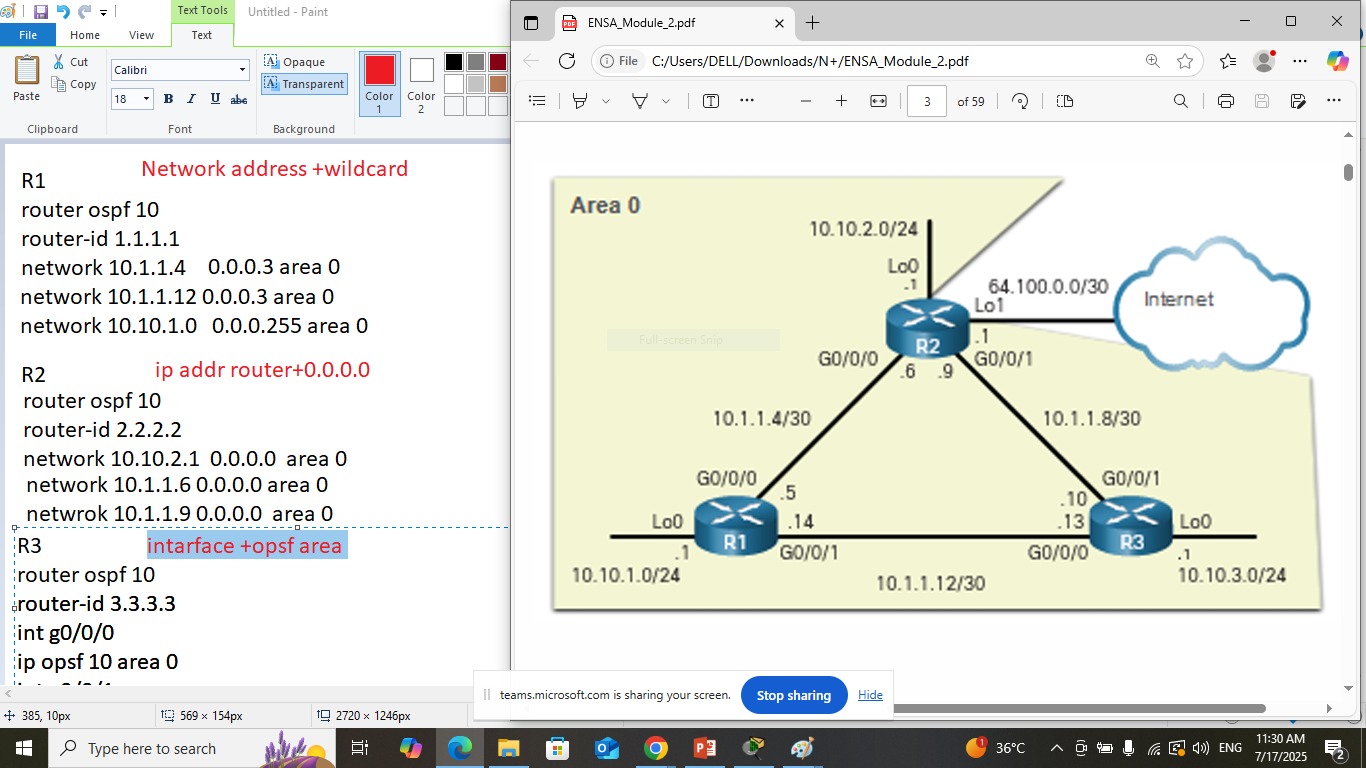 Untitled - Paint
Text Tools
File
Home
View
Text
Paste
Cut
Copy
Clipboard
Calibri
18
B
I
U
abc
Font
Opaque
Transparent
Background
Color 1
Color 2
Network address +wildcard
R1
router ospf 10
router-id 1.1.1.1
network 10.1.1.4 0.0.0.3 area 0
network 10.1.1.12 0.0.0.3 area 0
network 10.10.1.0 0.0.0.255 area 0
ip addr router+0.0.0.0
R2
router ospf 10
router-id 2.2.2.2
network 10.10.2.1 0.0.0.0 area 0
network 10.1.1.6 0.0.0.0 area 0
netwrok 10.1.1.9 0.0.0.0 area 0
R3
intarface +opsf area
router ospf 10
router-id 3.3.3.3
int g0/0/0
ip opsf 10 area 0
385, 10px
569 × 154px
2720 × 1246px
ENSA_Module_2.pdf
File
C:/Users/DELL/Downloads/N+/ENSA_Module_2.pdf
3
of 59
Area 0
10.10.2.0/24
Lo0
.1
64.100.0.0/30
Lo1
Internet
.1
R2
G0/0/0
G0/0/1
.6
.9
10.1.1.4/30
10.1.1.8/30
Full-screen Snip
G0/0/0
G0/0/1
.5
.10
Lo0
.14
.13
Lo0
R1
R3
.1
G0/0/1
G0/0/0
.1
10.10.1.0/24
10.1.1.12/30
10.10.3.0/24
teams.microsoft.com is sharing your screen.
Stop sharing
Hide
Type here to search
1
36°C
ENG
11:30 AM
7/17/2025
2